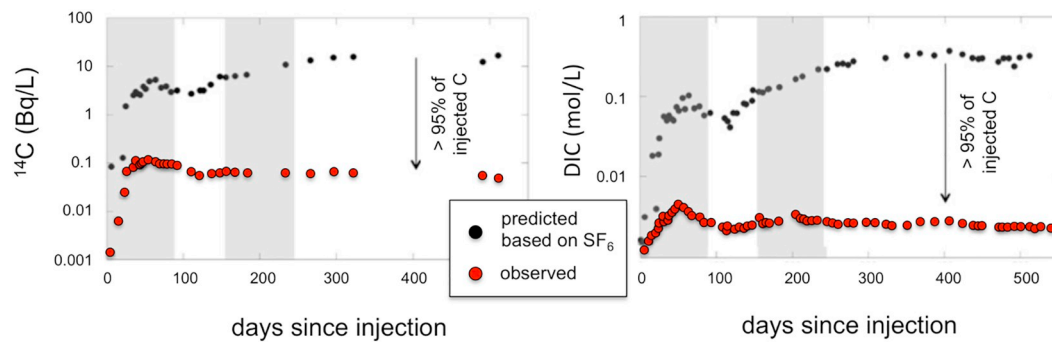 100
10
1
0.1
0.01
0.001
¹⁴C (Bq/L)
> 95% of
injected C
0
100
200
300
400
500
days since injection
predicted
based on SF₆
observed
1
0.1
0.01
0.001
DIC (mol/L)
> 95% of
injected C
0
100
200
300
400
500
days since injection